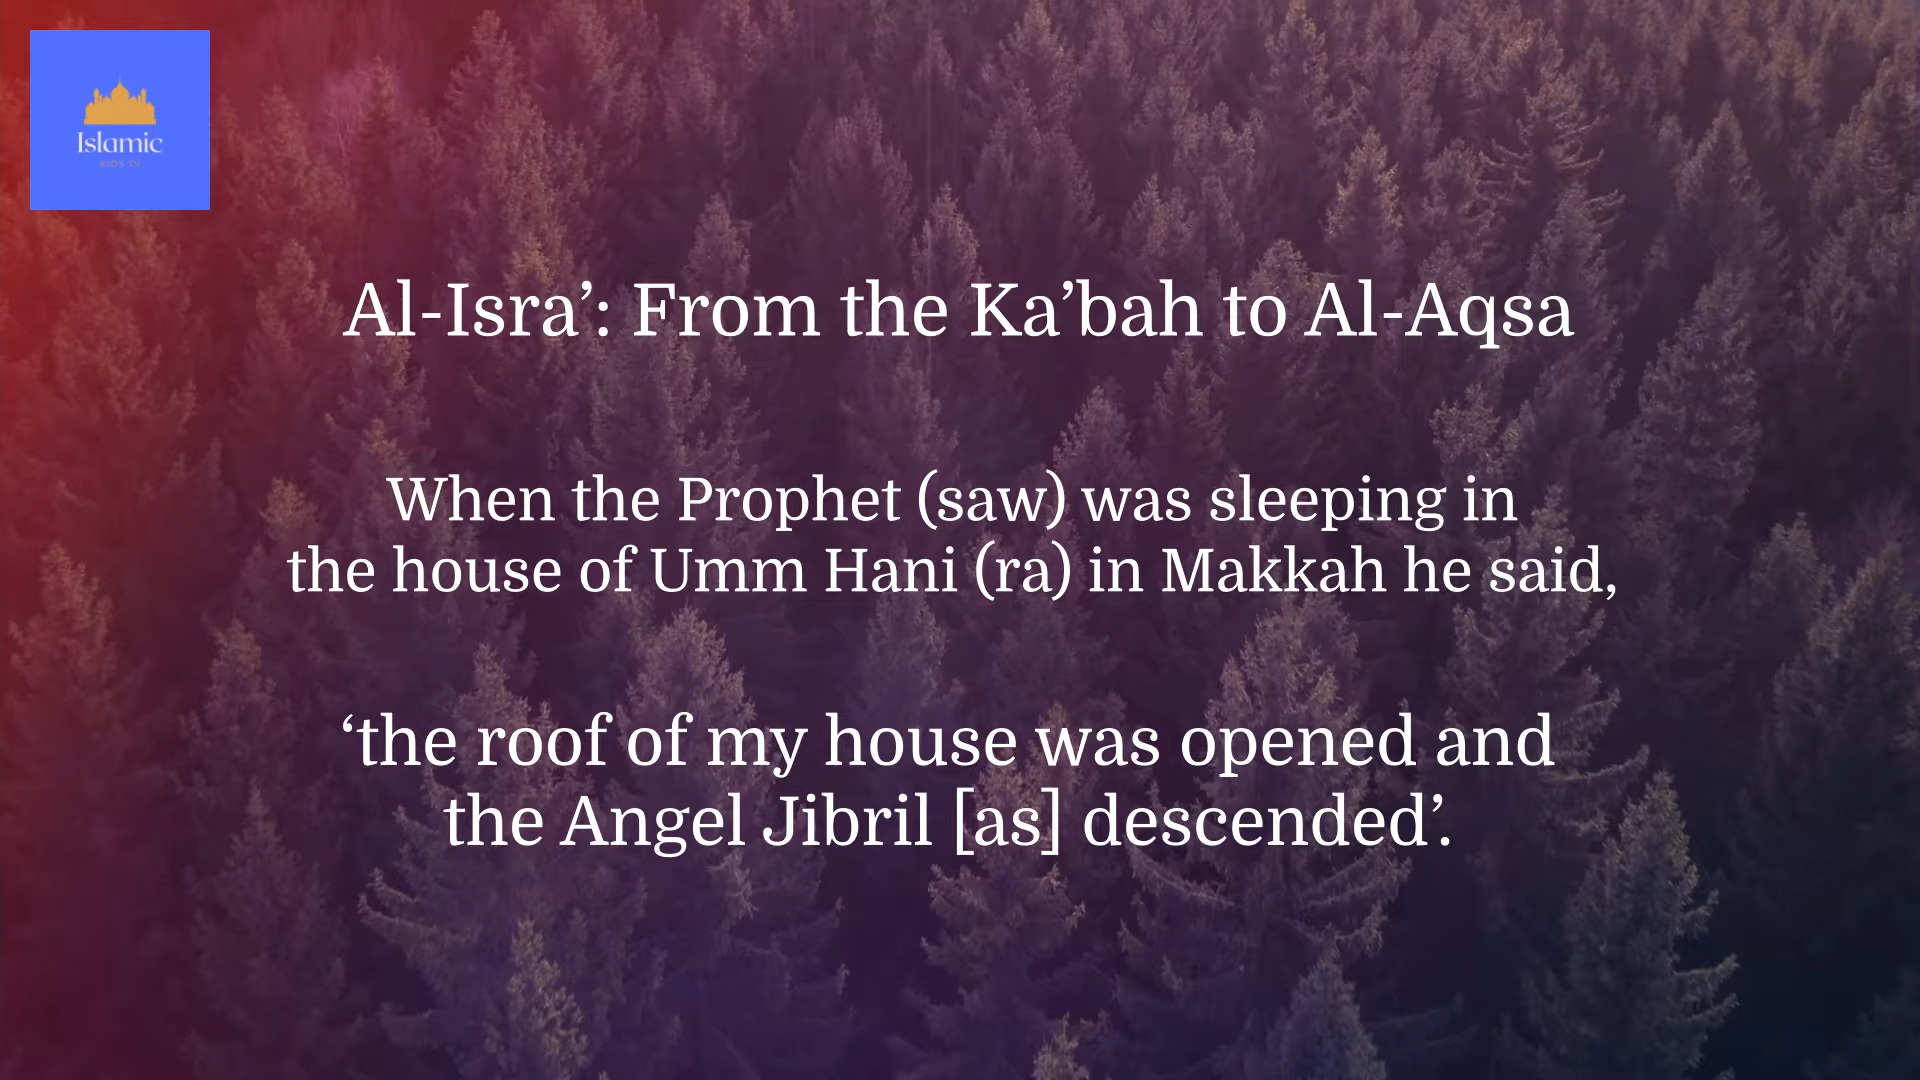 Islamic
KIDS TV
Al-Isra’: From the Ka’bah to Al-Aqsa
When the Prophet (saw) was sleeping in
the house of Umm Hani (ra) in Makkah he said,
‘the roof of my house was opened and
the Angel Jibril [as] descended’.